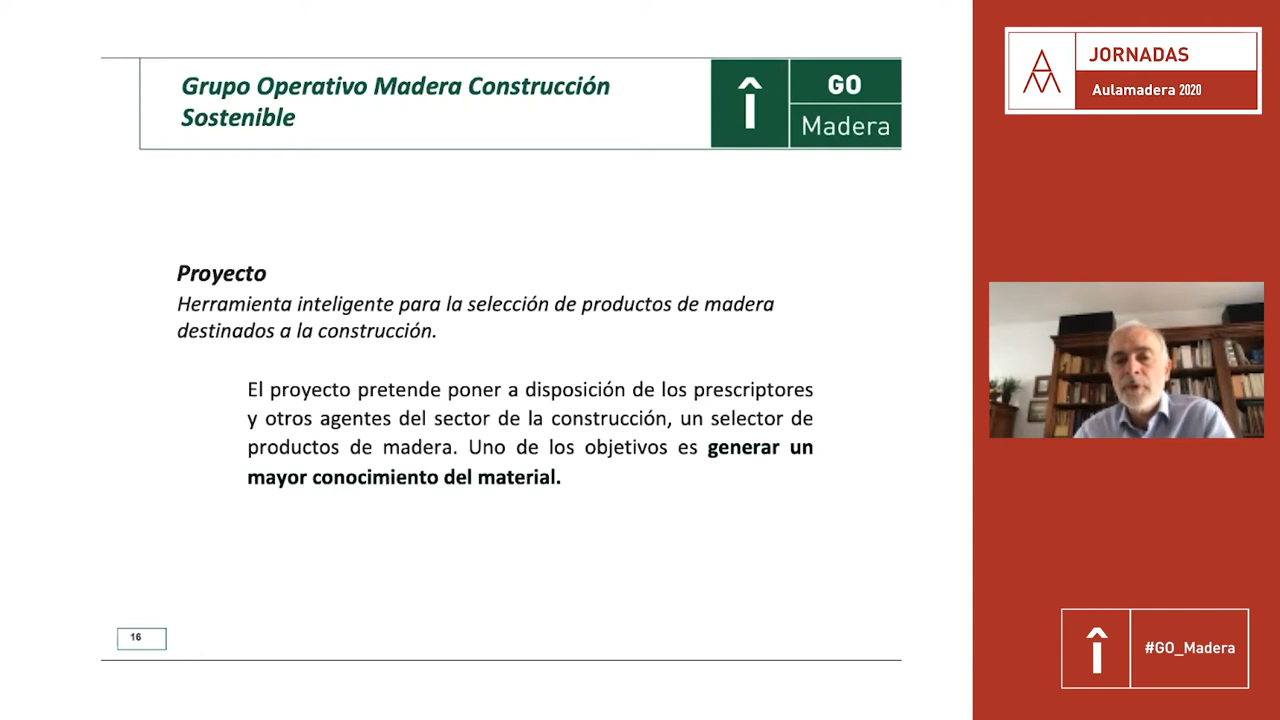 Grupo Operativo Madera Construcción
Sostenible
GO
Madera
JORNADAS
Aulamadera 2020
Proyecto
Herramienta inteligente para la selección de productos de madera
destinados a la construcción.
El proyecto pretende poner a disposición de los prescriptores
y otros agentes del sector de la construcción, un selector de
productos de madera. Uno de los objetivos es generar un
mayor conocimiento del material.
16
#GO_Madera